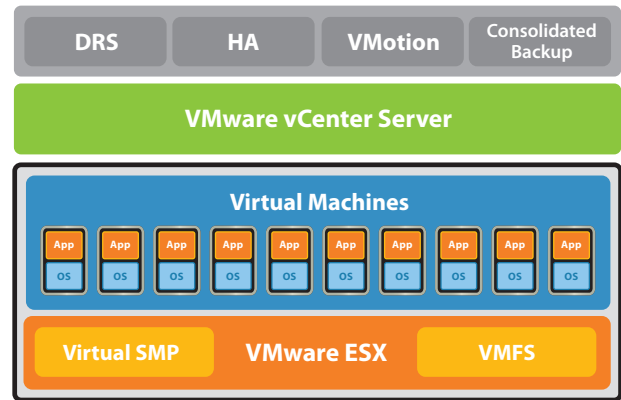 DRS HA VMotion Consolidated
Backup
VMware vCenter Server
Virtual Machines
App App App App App App App App App App
OS OS OS OS OS OS OS OS OS OS
Virtual SMP VMware ESX VMFS